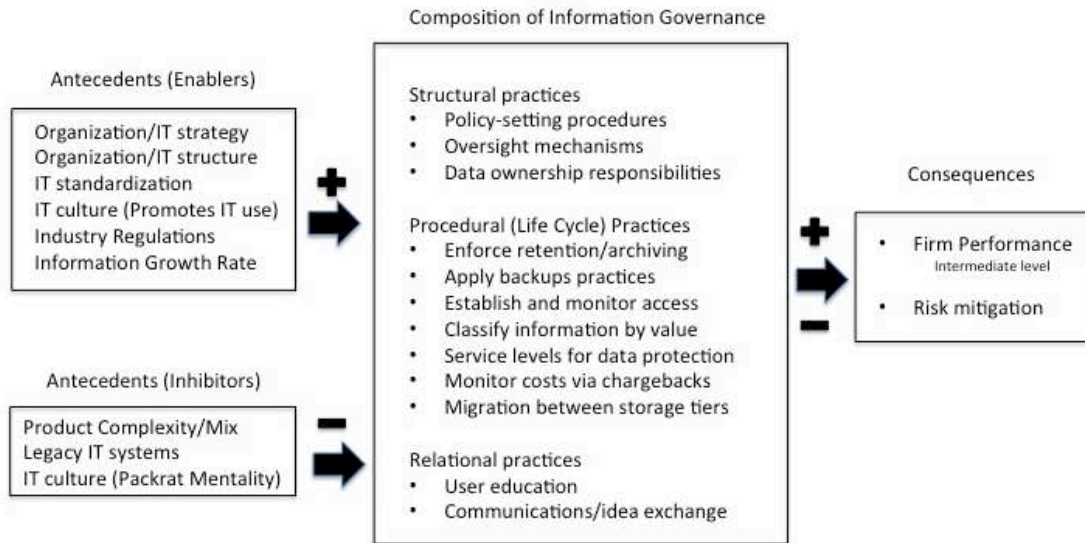 Composition of Information Governance
Antecedents (Enablers)
Organization/IT strategy
Organization/IT structure
IT standardization
IT culture (Promotes IT use)
Industry Regulations
Information Growth Rate
+
Antecedents (Inhibitors)
Product Complexity/Mix
Legacy IT systems
IT culture (Packrat Mentality)
−
Structural practices
• Policy-setting procedures
• Oversight mechanisms
• Data ownership responsibilities
Procedural (Life Cycle) Practices
• Enforce retention/archiving
• Apply backups practices
• Establish and monitor access
• Classify information by value
• Service levels for data protection
• Monitor costs via chargebacks
• Migration between storage tiers
Relational practices
• User education
• Communications/idea exchange
+
−
Consequences
• Firm Performance
Intermediate level
• Risk mitigation